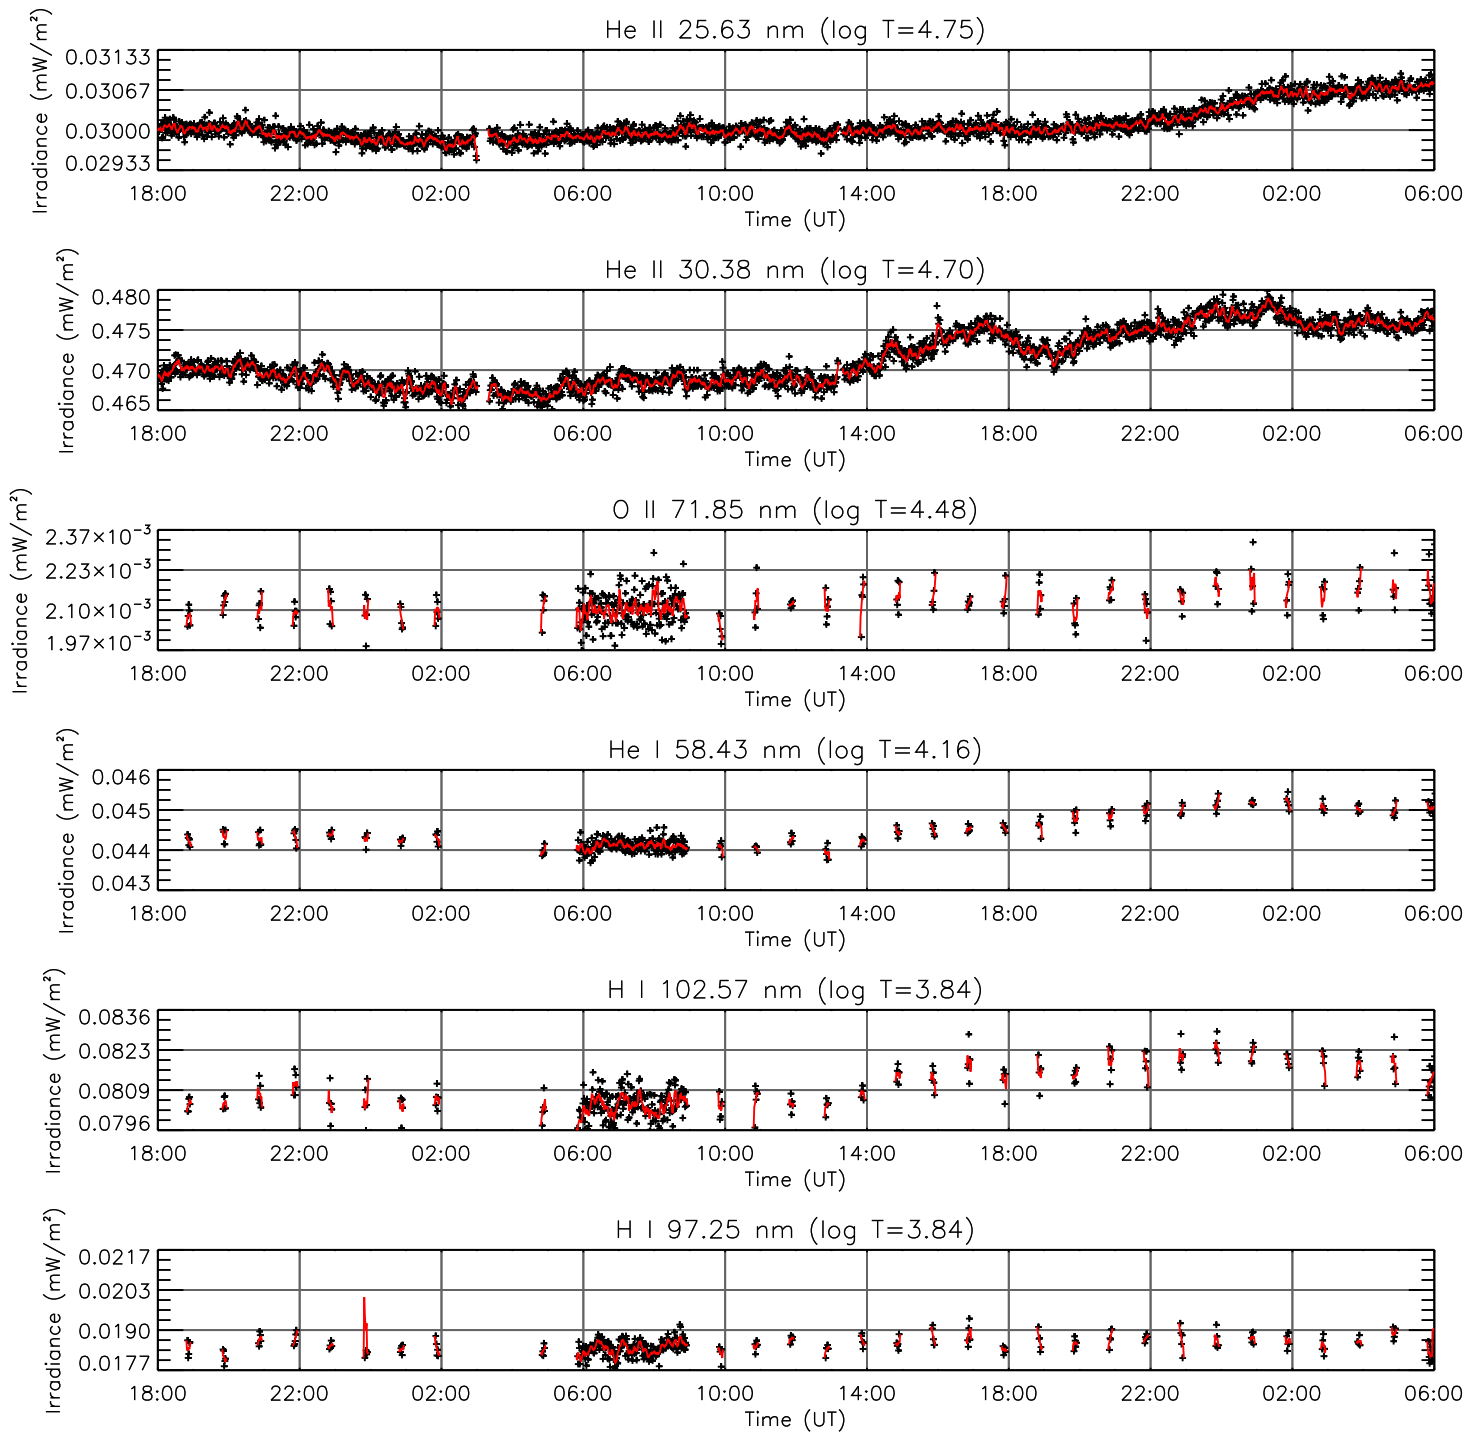 He II 25.63 nm (log T=4.75)
Irradiance (mW/m²)
0.03133
0.03067
0.03000
0.02933
18:00 22:00 02:00 06:00 10:00 14:00 18:00 22:00 02:00 06:00
Time (UT)
He II 30.38 nm (log T=4.70)
Irradiance (mW/m²)
0.480
0.475
0.470
0.465
18:00 22:00 02:00 06:00 10:00 14:00 18:00 22:00 02:00 06:00
Time (UT)
O II 71.85 nm (log T=4.48)
Irradiance (mW/m²)
2.37×10⁻³
2.23×10⁻³
2.10×10⁻³
1.97×10⁻³
18:00 22:00 02:00 06:00 10:00 14:00 18:00 22:00 02:00 06:00
Time (UT)
He I 58.43 nm (log T=4.16)
Irradiance (mW/m²)
0.046
0.045
0.044
0.043
18:00 22:00 02:00 06:00 10:00 14:00 18:00 22:00 02:00 06:00
Time (UT)
H I 102.57 nm (log T=3.84)
Irradiance (mW/m²)
0.0836
0.0823
0.0809
0.0796
18:00 22:00 02:00 06:00 10:00 14:00 18:00 22:00 02:00 06:00
Time (UT)
H I 97.25 nm (log T=3.84)
Irradiance (mW/m²)
0.0217
0.0203
0.0190
0.0177
18:00 22:00 02:00 06:00 10:00 14:00 18:00 22:00 02:00 06:00
Time (UT)